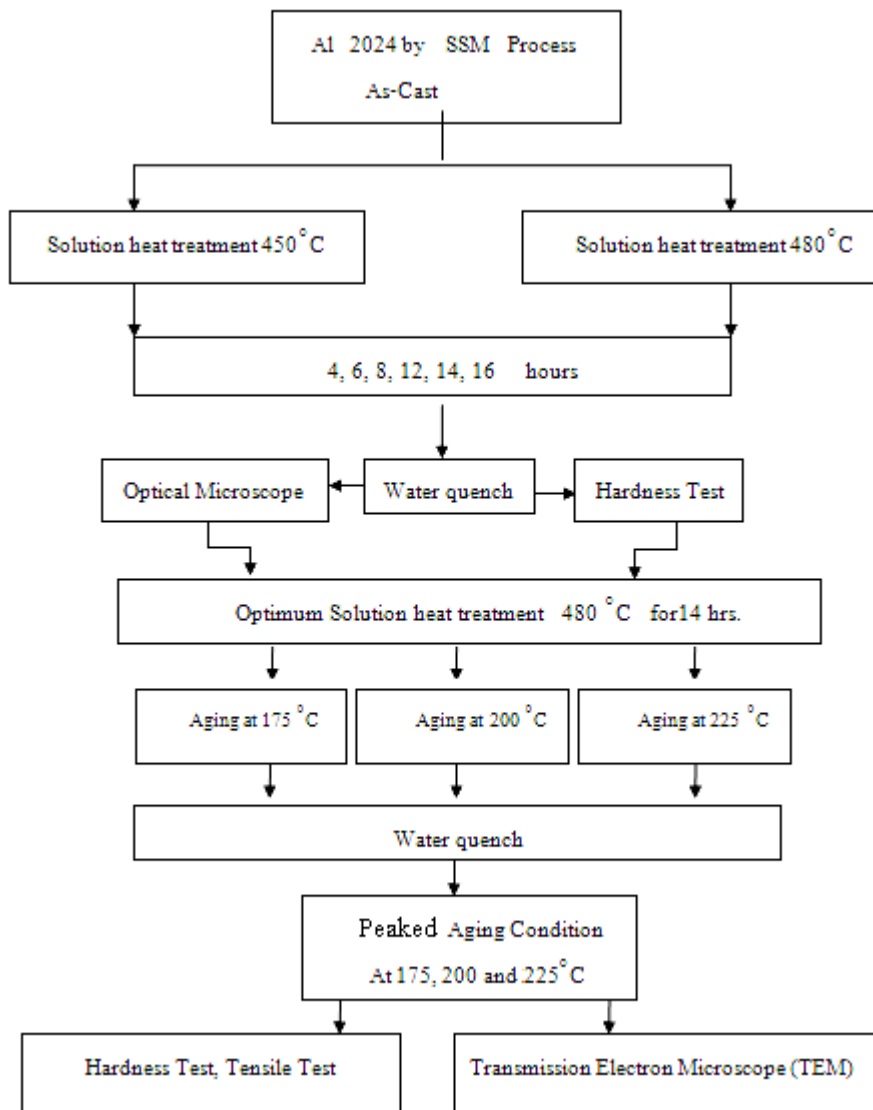 Al 2024 by SSM Process
As-Cast
Solution heat treatment 450°C
Solution heat treatment 480°C
4, 6, 8, 12, 14, 16 hours
Optical Microscope
Water quench
Hardness Test
Optimum Solution heat treatment 480 °C for14 hrs.
Aging at 175 °C
Aging at 200 °C
Aging at 225 °C
Water quench
Peaked Aging Condition
At 175, 200 and 225°C
Hardness Test, Tensile Test
Transmission Electron Microscope (TEM)